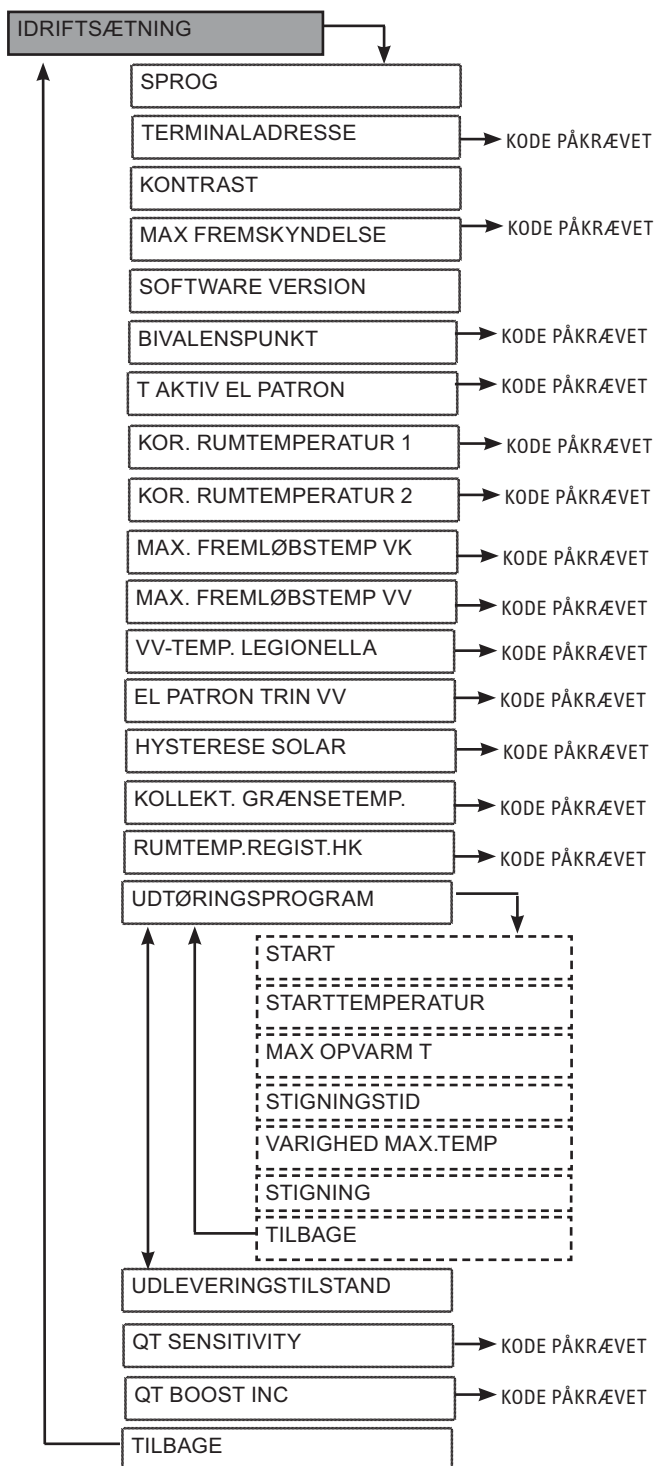 IDRIFTSÆTNING
SPROG
TERMINALADRESSE KODE PÅKRÆVET
KONTRAST
MAX FREMSKYNDELSE KODE PÅKRÆVET
SOFTWARE VERSION
BIVALENSPUNKT KODE PÅKRÆVET
T AKTIV EL PATRON KODE PÅKRÆVET
KOR. RUMTEMPERATUR 1 KODE PÅKRÆVET
KOR. RUMTEMPERATUR 2 KODE PÅKRÆVET
MAX. FREMLØBSTEMP VK KODE PÅKRÆVET
MAX. FREMLØBSTEMP VV KODE PÅKRÆVET
VV-TEMP. LEGIONELLA KODE PÅKRÆVET
EL PATRON TRIN VV KODE PÅKRÆVET
HYSTERESE SOLAR KODE PÅKRÆVET
KOLLEKT. GRÆNSETEMP. KODE PÅKRÆVET
RUMTEMP.REGIST.HK KODE PÅKRÆVET
UDTØRINGSPROGRAM
START
STARTTEMPERATUR
MAX OPVARM T
STIGNINGSTID
VARIGHED MAX.TEMP
STIGNING
TILBAGE
UDLEVERINGSTILSTAND
QT SENSITIVITY KODE PÅKRÆVET
QT BOOST INC KODE PÅKRÆVET
TILBAGE